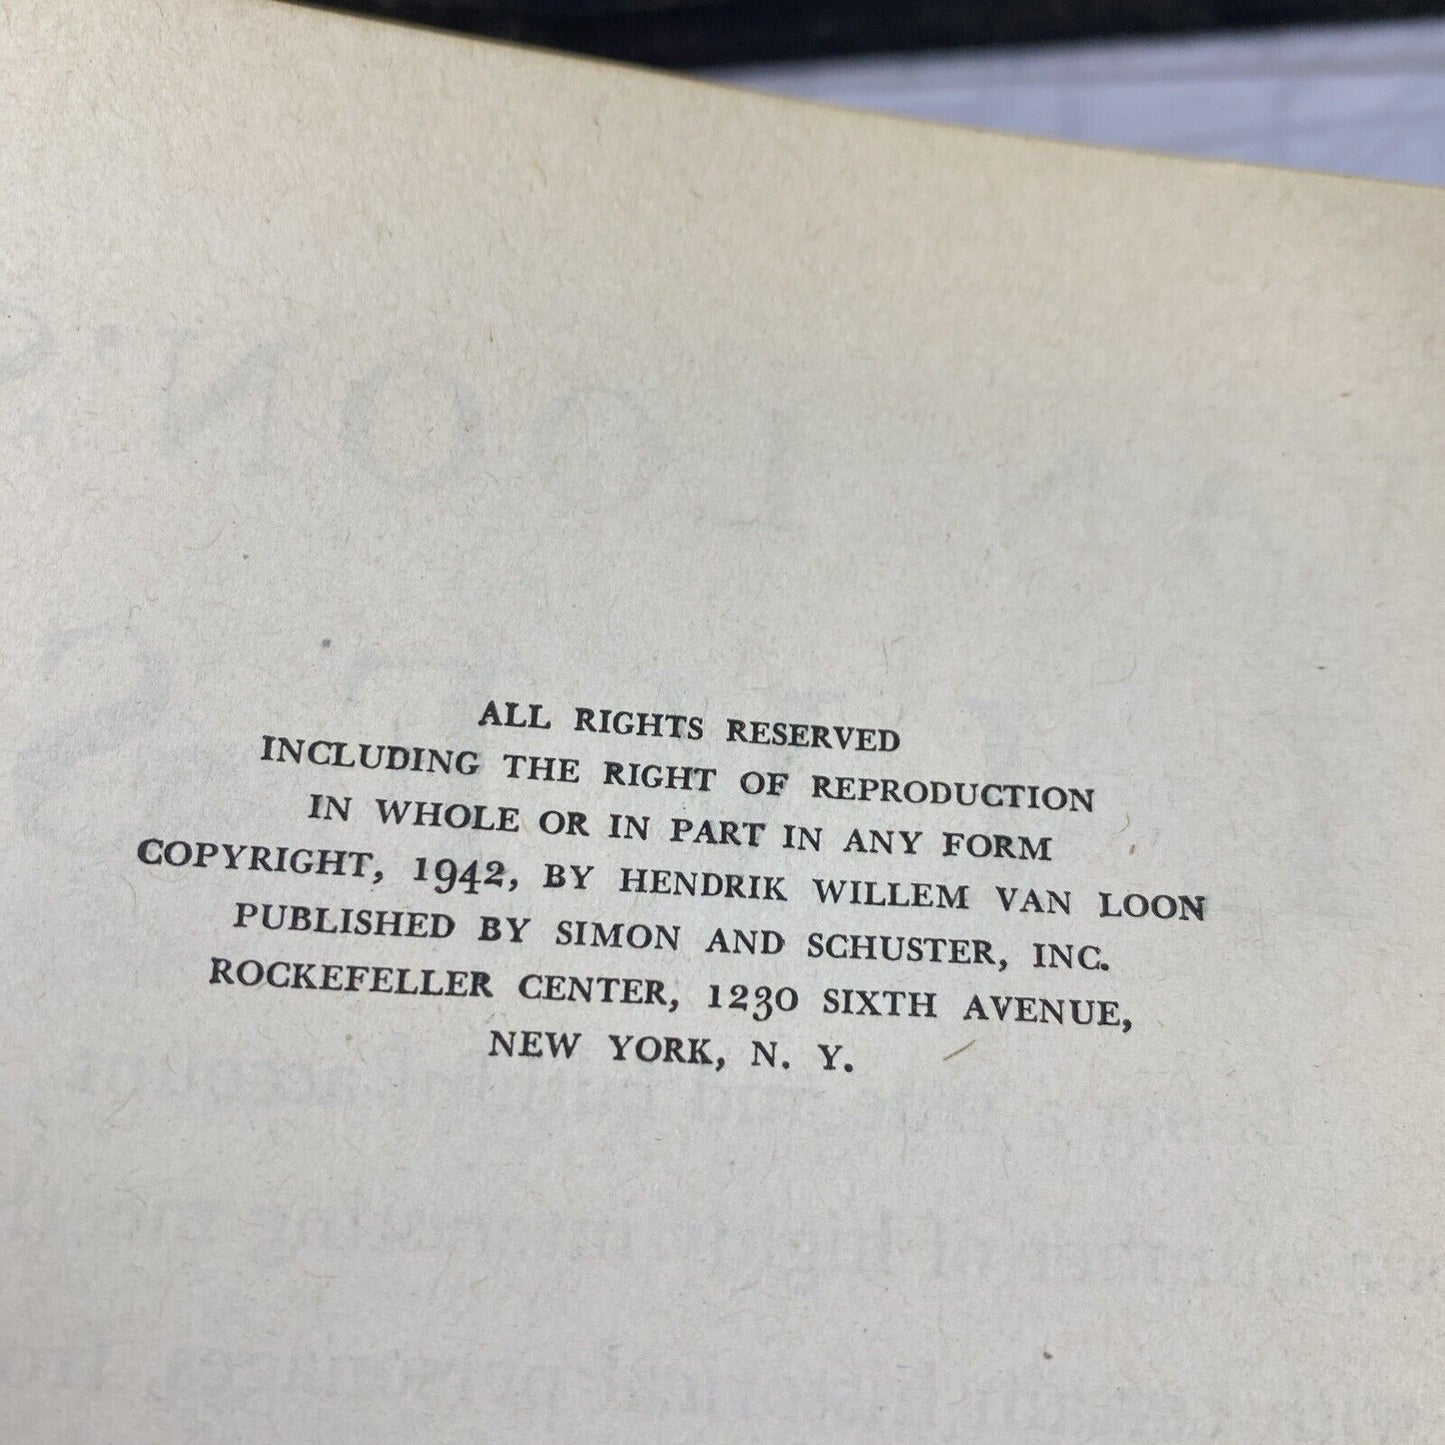 ALL RIGHTS RESERVED
INCLUDING THE RIGHT OF REPRODUCTION
IN WHOLE OR IN PART IN ANY FORM
COPYRIGHT, 1942, BY HENDRIK WILLEM VAN LOON
PUBLISHED BY SIMON AND SCHUSTER, INC.
ROCKEFELLER CENTER, 1230 SIXTH AVENUE,
NEW YORK, N. Y.